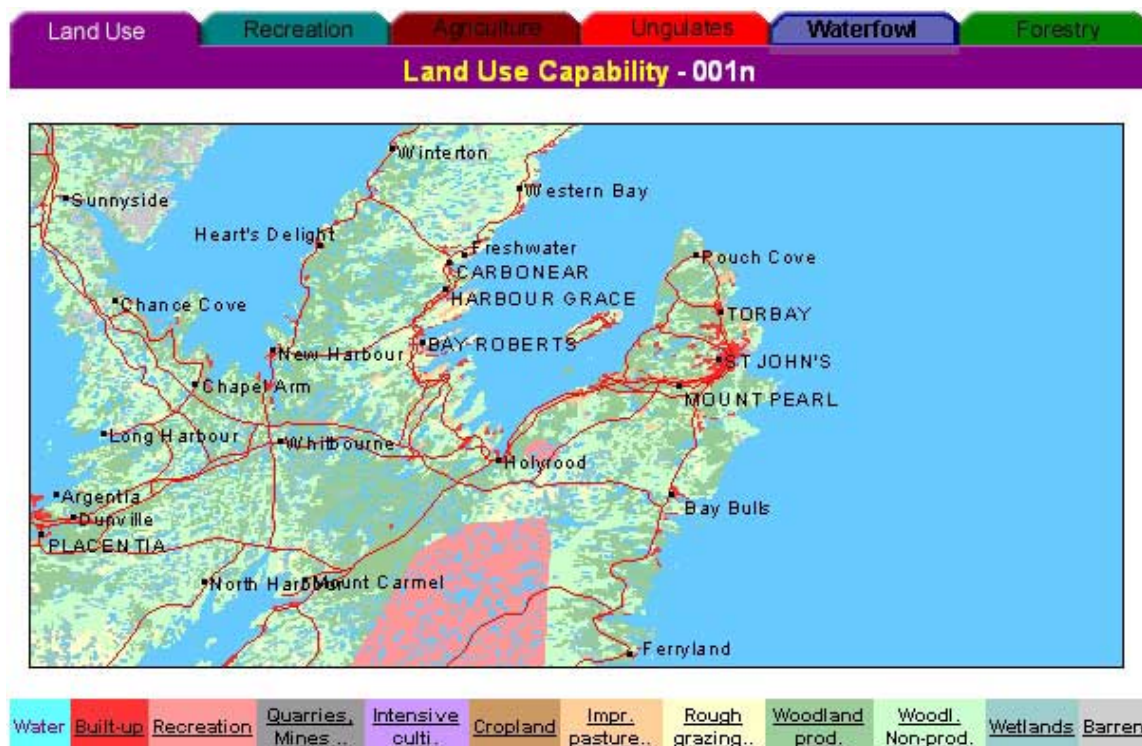 Land Use Recreation Agriculture Ungulates Waterfowl Forestry
Land Use Capability - 001n
Winterton
Western Bay
Sunnyside
Heart's Delight
Freshwater
Pouch Cove
CARBONEAR
HARBOUR GRACE
Chance Cove
TORBAY
BAY ROBERTS
New Harbour
ST JOHN'S
Chapel Arm
MOUNT PEARL
Long Harbour
Whitbourne
Holyrood
Argentia
Bay Bulls
Dunville
PLACENTIA
North Harbour
Mount Carmel
Ferryland
Water Built-up Recreation Quarries, Intensive Cropland Impr. Rough Woodland Woodl. Wetlands Barren
Mines .. culti.. pasture.. grazing.. prod. Non-prod.